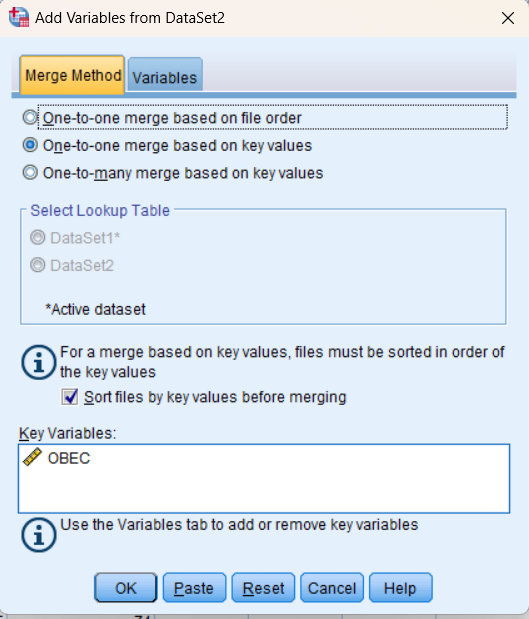 Add Variables from DataSet2
Merge Method Variables
One-to-one merge based on file order
One-to-one merge based on key values
One-to-many merge based on key values
Select Lookup Table
DataSet1*
DataSet2
*Active dataset
For a merge based on key values, files must be sorted in order of
the key values
Sort files by key values before merging
Key Variables:
OBEC
Use the Variables tab to add or remove key variables
OK Paste Reset Cancel Help